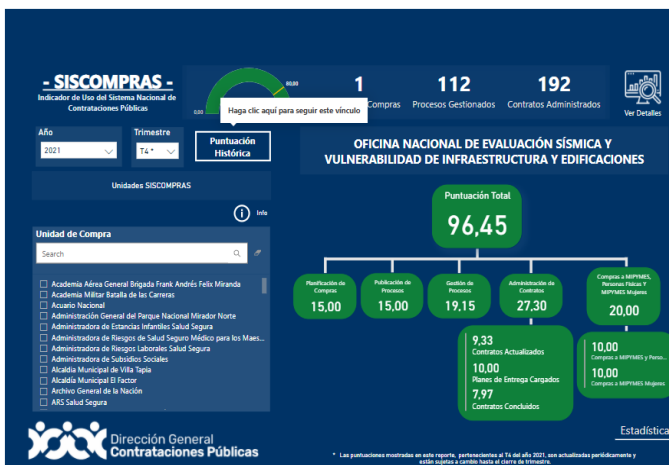 - SISCOMPRAS -
Indicador de Uso del Sistema Nacional de
Contrataciones Públicas
0,00
80,00
Haga clic aquí para seguir este vínculo
1
Compras
112
Procesos Gestionados
192
Contratos Administrados
Ver Detalles
Año
2021
Trimestre
T4 *
Puntuación
Histórica
OFICINA NACIONAL DE EVALUACIÓN SÍSMICA Y
VULNERABILIDAD DE INFRAESTRUCTURA Y EDIFICACIONES
Unidades SISCOMPRAS
Info
Unidad de Compra
Search
Academia Aérea General Brigada Frank Andrés Felix Miranda
Academia Militar Batalla de las Carreras
Acuario Nacional
Administración General del Parque Nacional Mirador Norte
Administradora de Estancias Infantiles Salud Segura
Administradora de Riesgos de Salud Seguro Médico para los Maes...
Administradora de Riesgos Laborales Salud Segura
Administradora de Subsidios Sociales
Alcaldia Municipal de Villa Tapia
Alcaldía Municipal El Factor
Archivo General de la Nación
ARS Salud Segura
Puntuación Total
96,45
Planificación de
Compras
15,00
Publicación de
Procesos
15,00
Gestión de
Procesos
19,15
Administración de
Contratos
27,30
Compras a MIPYMES,
Personas Físicas Y
MIPYMES Mujeres
20,00
9,33
Contratos Actualizados
10,00
Planes de Entrega Cargados
7,97
Contratos Concluidos
10,00
Compras a MIPYMES y Perso...
10,00
Compras a MIPYMES Mujeres
Dirección General
Contrataciones Públicas
Estadística
* Las puntuaciones mostradas en este reporte, pertenecientes al T4 del año 2021, son actualizadas periódicamente y
están sujetas a cambio hasta el cierre de trimestre.